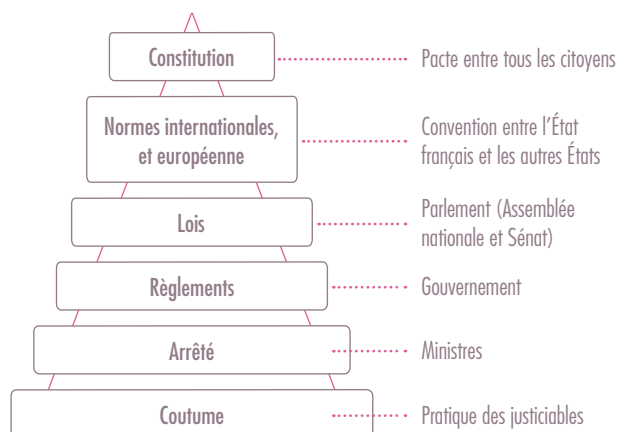 Constitution
Pacte entre tous les citoyens
Normes internationales,
et européenne
Convention entre l'État
français et les autres États
Lois
Parlement (Assemblée
nationale et Sénat)
Règlements
Gouvernement
Arrêté
Ministres
Coutume
Pratique des justiciables